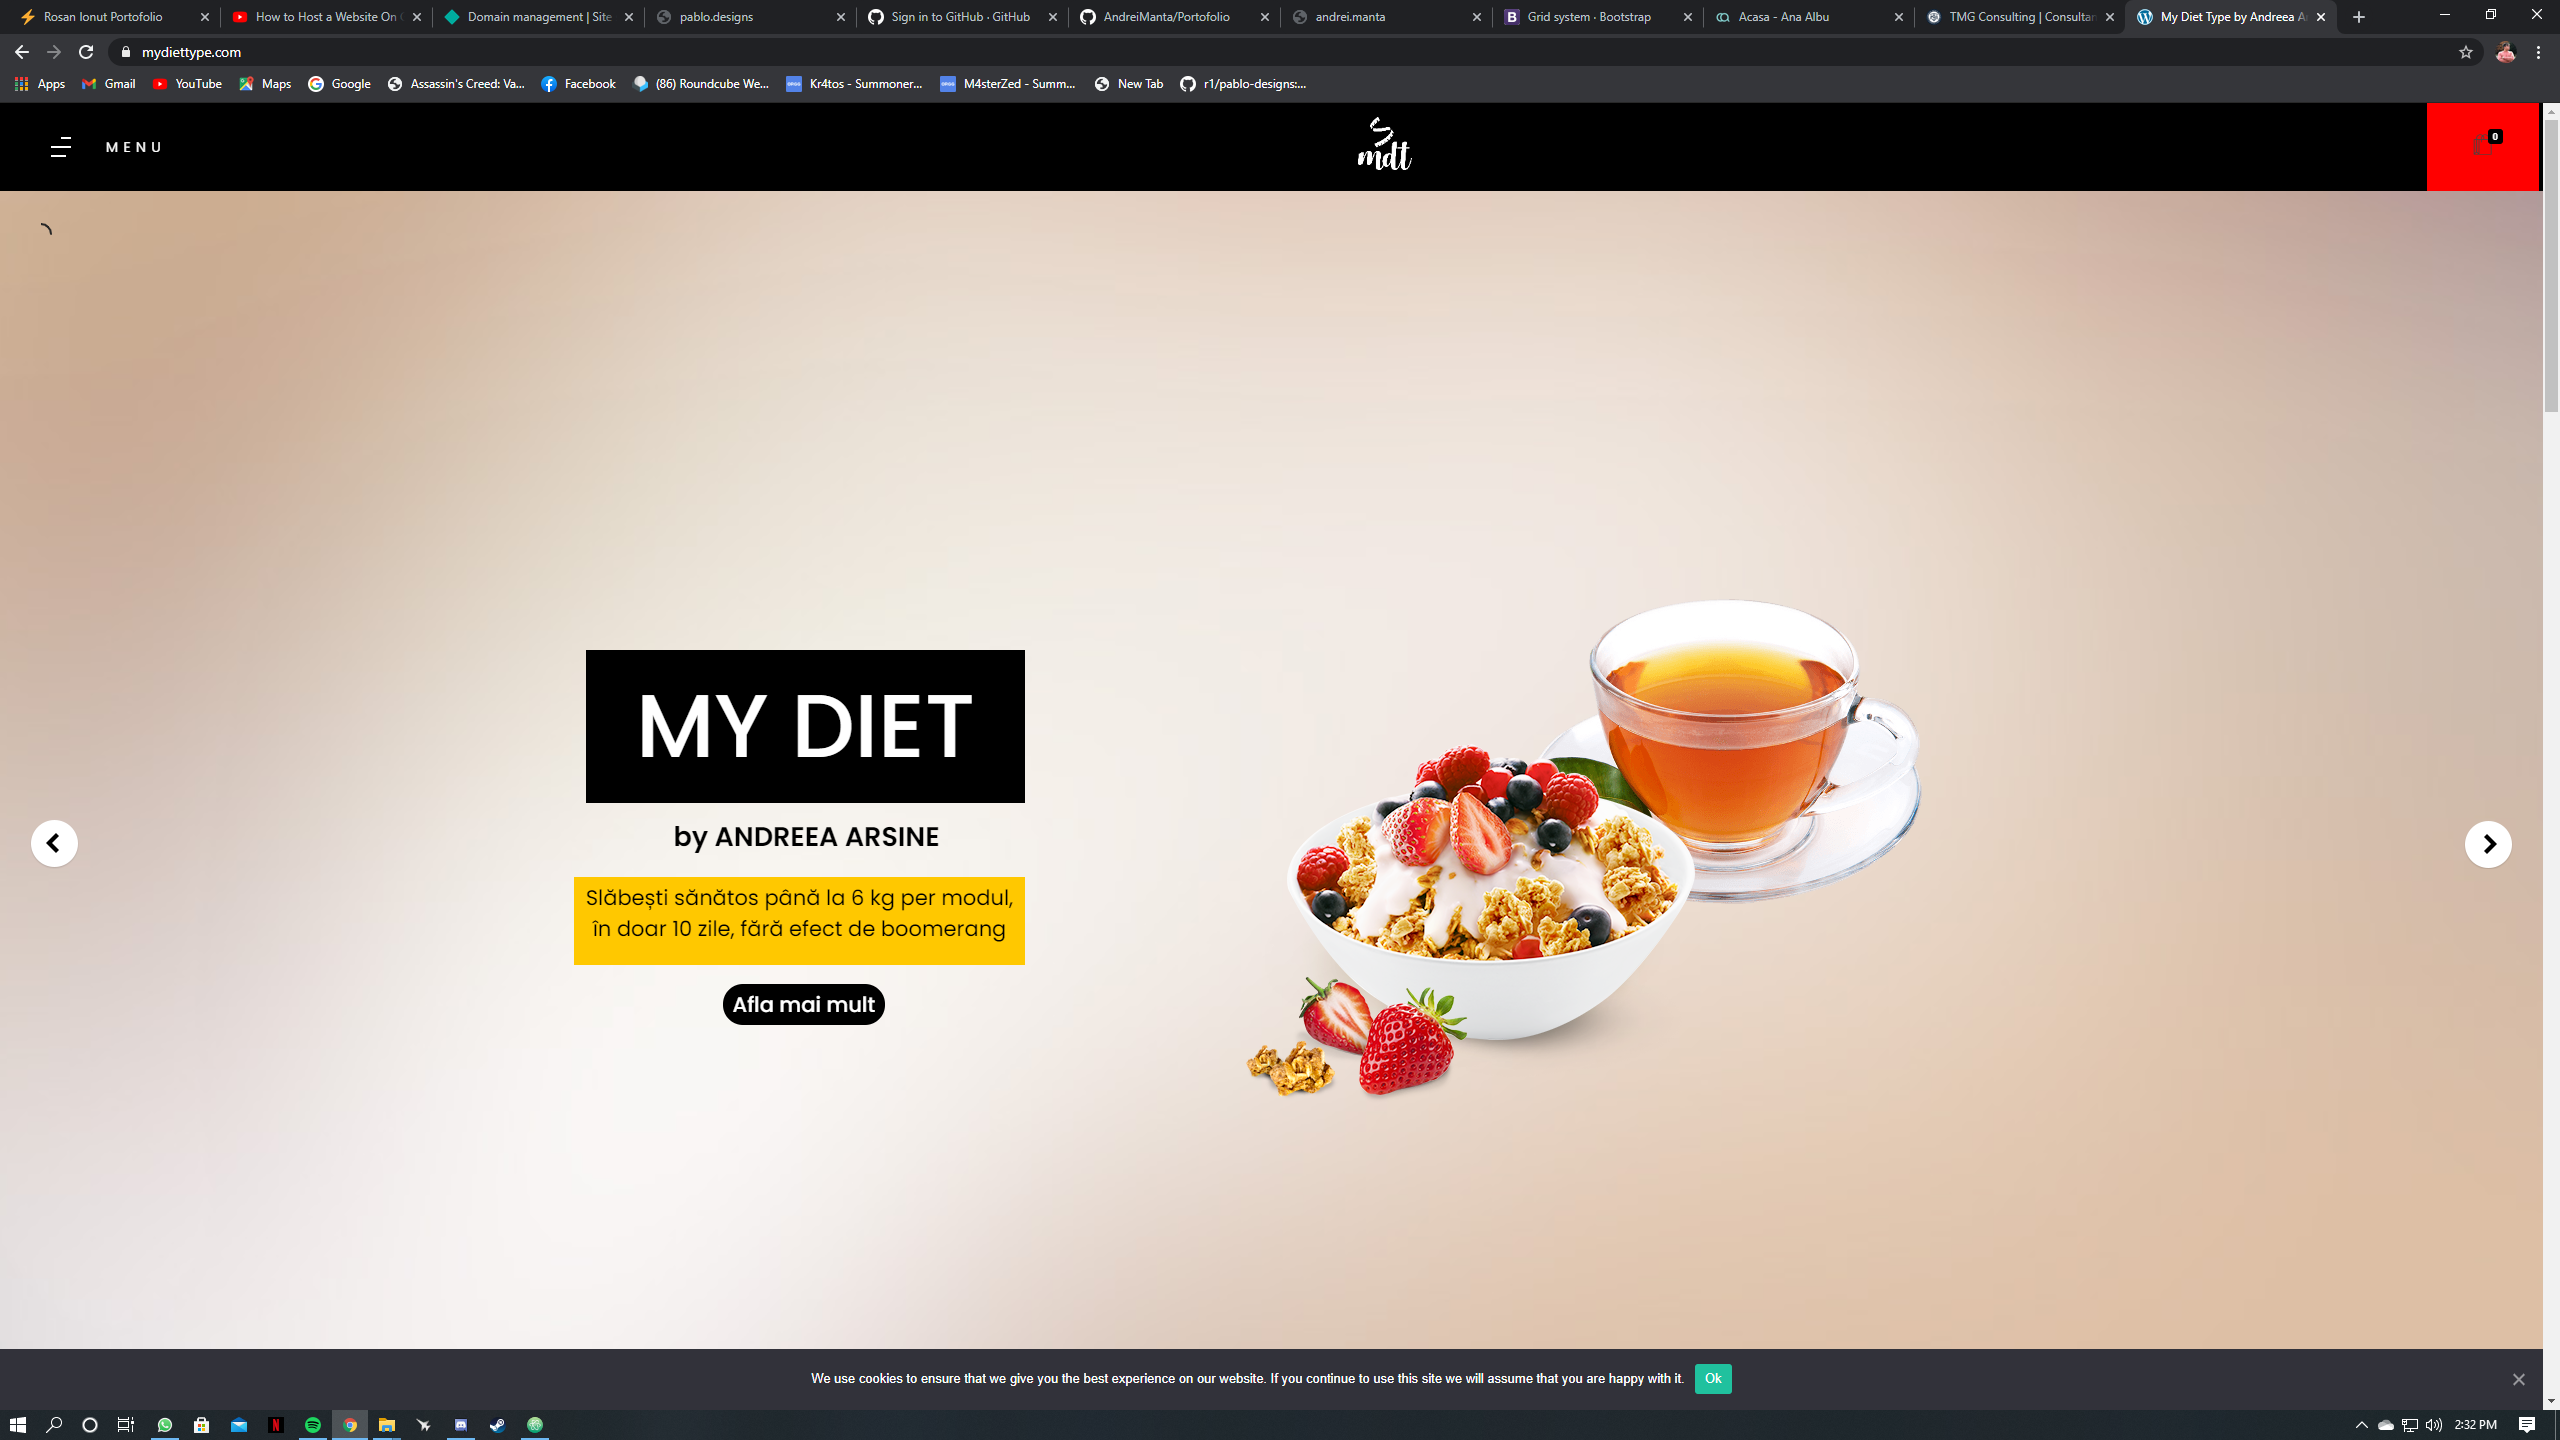 Rosan Ionut Portofolio
How to Host a Website On
Domain management | Site
pablo.designs
Sign in to GitHub · GitHub
AndreiManta/Portofolio
andrei.manta
Grid system · Bootstrap
Acasa - Ana Albu
TMG Consulting | Consultan
My Diet Type by Andreea A
mydiettype.com
Apps
Gmail
YouTube
Maps
Google
Assassin's Creed: Va...
Facebook
(86) Roundcube We...
Kr4tos - Summoner...
M4sterZed - Summ...
New Tab
r1/pablo-designs:...
MENU
mdt
0
MY DIET
by ANDREEA ARSINE
Slăbești sănătos până la 6 kg per modul,
în doar 10 zile, fără efect de boomerang
Afla mai mult
We use cookies to ensure that we give you the best experience on our website. If you continue to use this site we will assume that you are happy with it.
Ok
2:32 PM